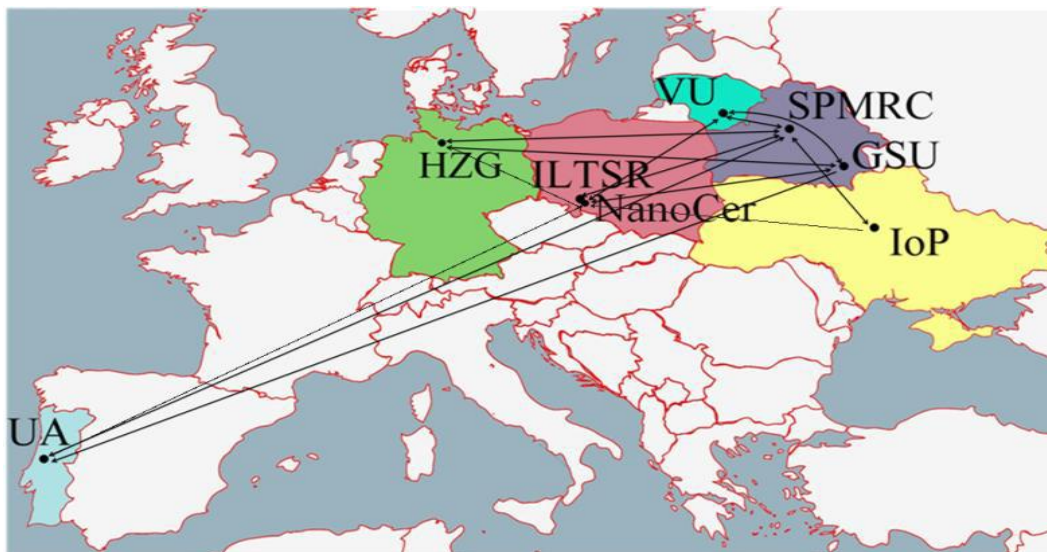 VU
SPMRC
GSU
HZG
ILTSR
NanoCer
IoP
UA